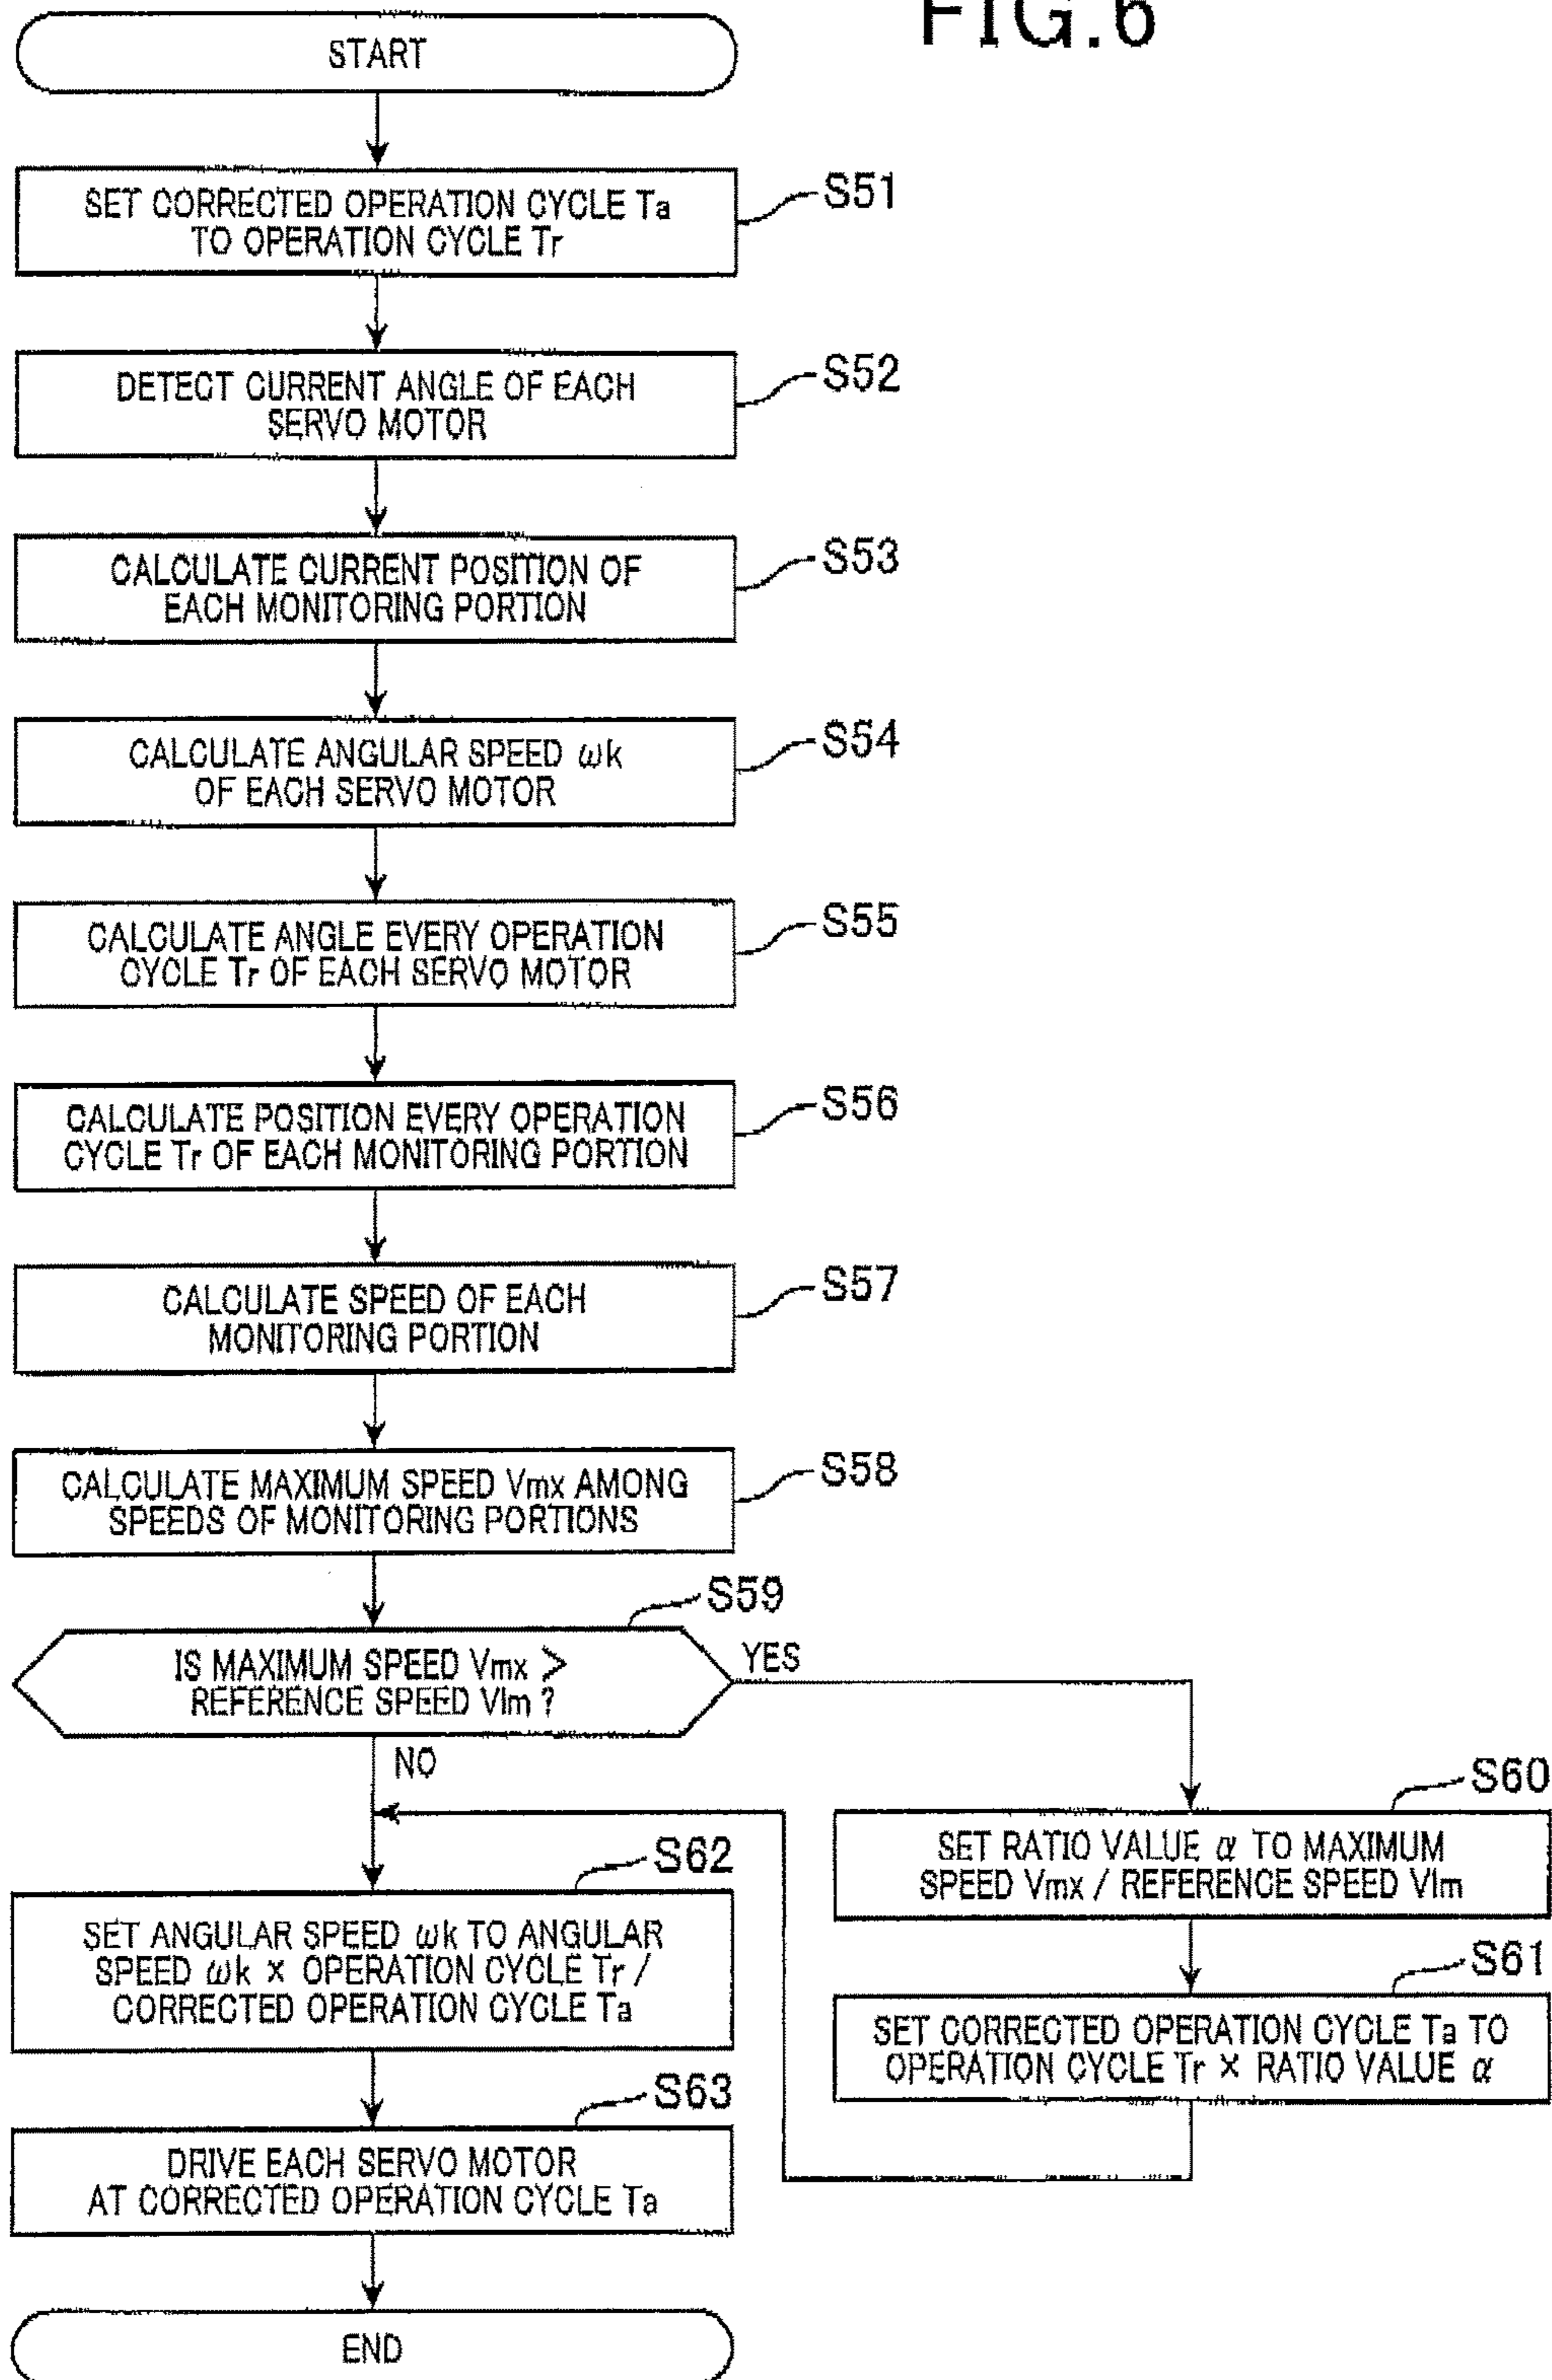 FIG.6
START
SET CORRECTED OPERATION CYCLE Ta
TO OPERATION CYCLE Tr
S51
DETECT CURRENT ANGLE OF EACH
SERVO MOTOR
S52
CALCULATE CURRENT POSITION OF
EACH MONITORING PORTION
S53
CALCULATE ANGULAR SPEED ωk
OF EACH SERVO MOTOR
S54
CALCULATE ANGLE EVERY OPERATION
CYCLE Tr OF EACH SERVO MOTOR
S55
CALCULATE POSITION EVERY OPERATION
CYCLE Tr OF EACH MONITORING PORTION
S56
CALCULATE SPEED OF EACH
MONITORING PORTION
S57
CALCULATE MAXIMUM SPEED Vmx AMONG
SPEEDS OF MONITORING PORTIONS
S58
S59
IS MAXIMUM SPEED Vmx >
REFERENCE SPEED Vlm ?
YES
NO
S60
SET RATIO VALUE α TO MAXIMUM
SPEED Vmx / REFERENCE SPEED Vlm
S61
SET CORRECTED OPERATION CYCLE Ta TO
OPERATION CYCLE Tr × RATIO VALUE α
S62
SET ANGULAR SPEED ωk TO ANGULAR
SPEED ωk × OPERATION CYCLE Tr /
CORRECTED OPERATION CYCLE Ta
S63
DRIVE EACH SERVO MOTOR
AT CORRECTED OPERATION CYCLE Ta
END